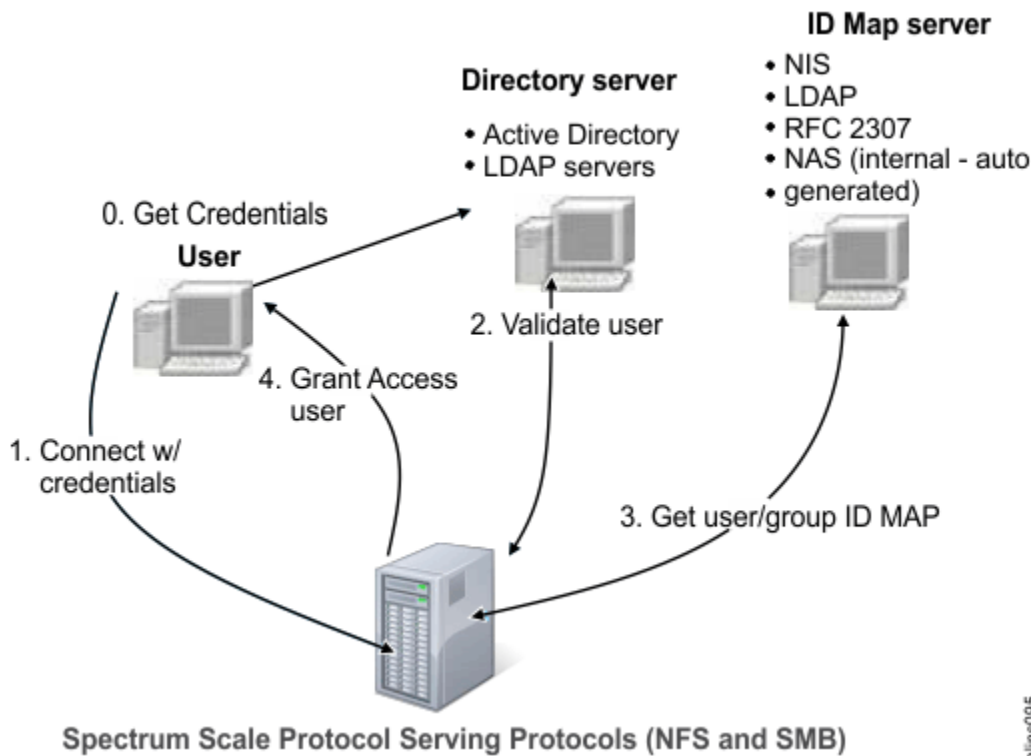 ID Map server
• NIS
• LDAP
• RFC 2307
• NAS (internal - auto
• generated)
Directory server
• Active Directory
• LDAP servers
0. Get Credentials
User
2. Validate user
4. Grant Access
user
1. Connect w/
credentials
3. Get user/group ID MAP
Spectrum Scale Protocol Serving Protocols (NFS and SMB)